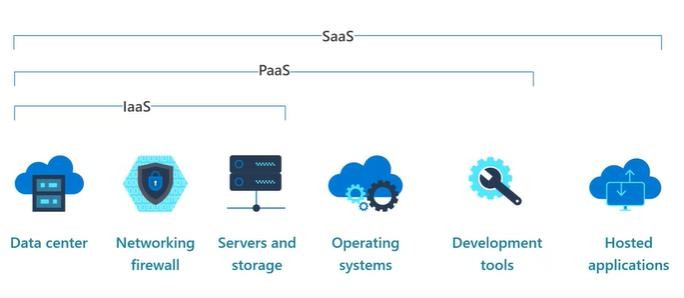 SaaS
PaaS
IaaS
Data center
Networking
firewall
Servers and
storage
Operating
systems
Development
tools
Hosted
applications